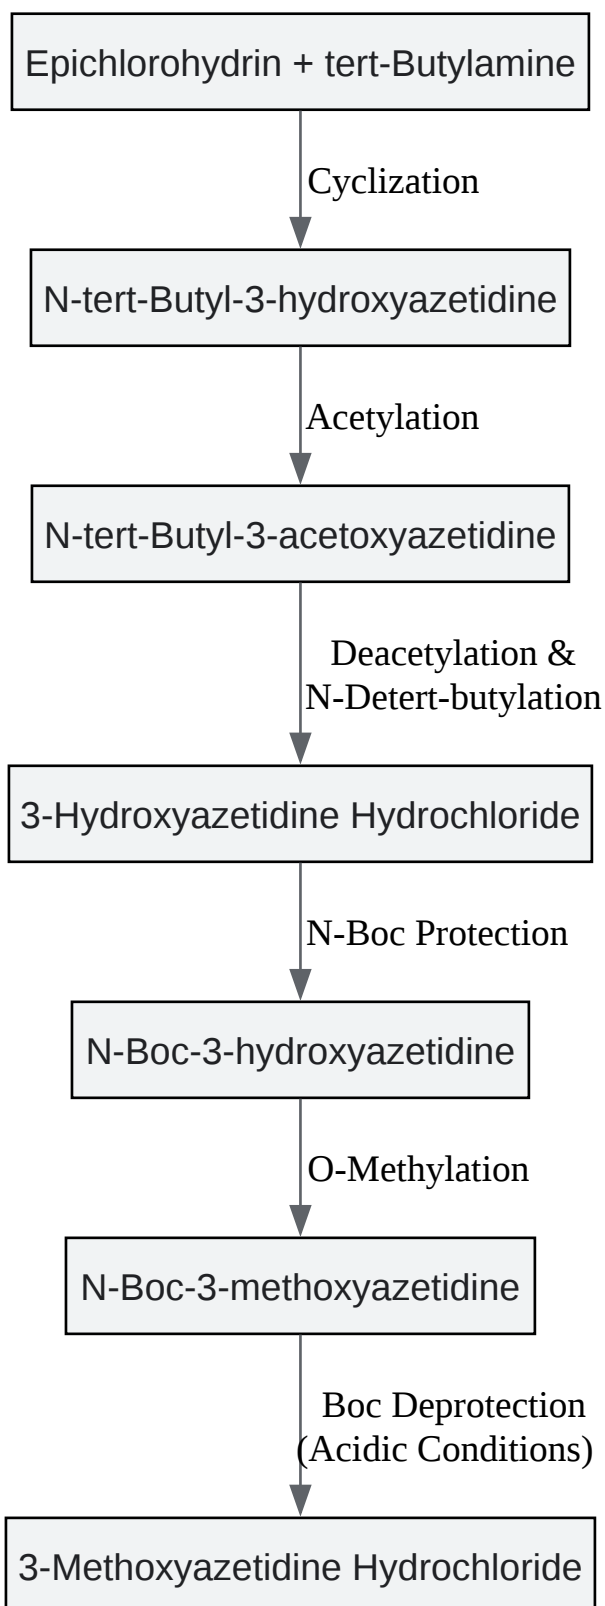 Epichlorohydrin + tert-Butylamine
Cyclization
N-tert-Butyl-3-hydroxyazetidine
Acetylation
N-tert-Butyl-3-acetoxyazetidine
Deacetylation &
N-Detert-butylation
3-Hydroxyazetidine Hydrochloride
N-Boc Protection
N-Boc-3-hydroxyazetidine
O-Methylation
N-Boc-3-methoxyazetidine
Boc Deprotection
(Acidic Conditions)
3-Methoxyazetidine Hydrochloride